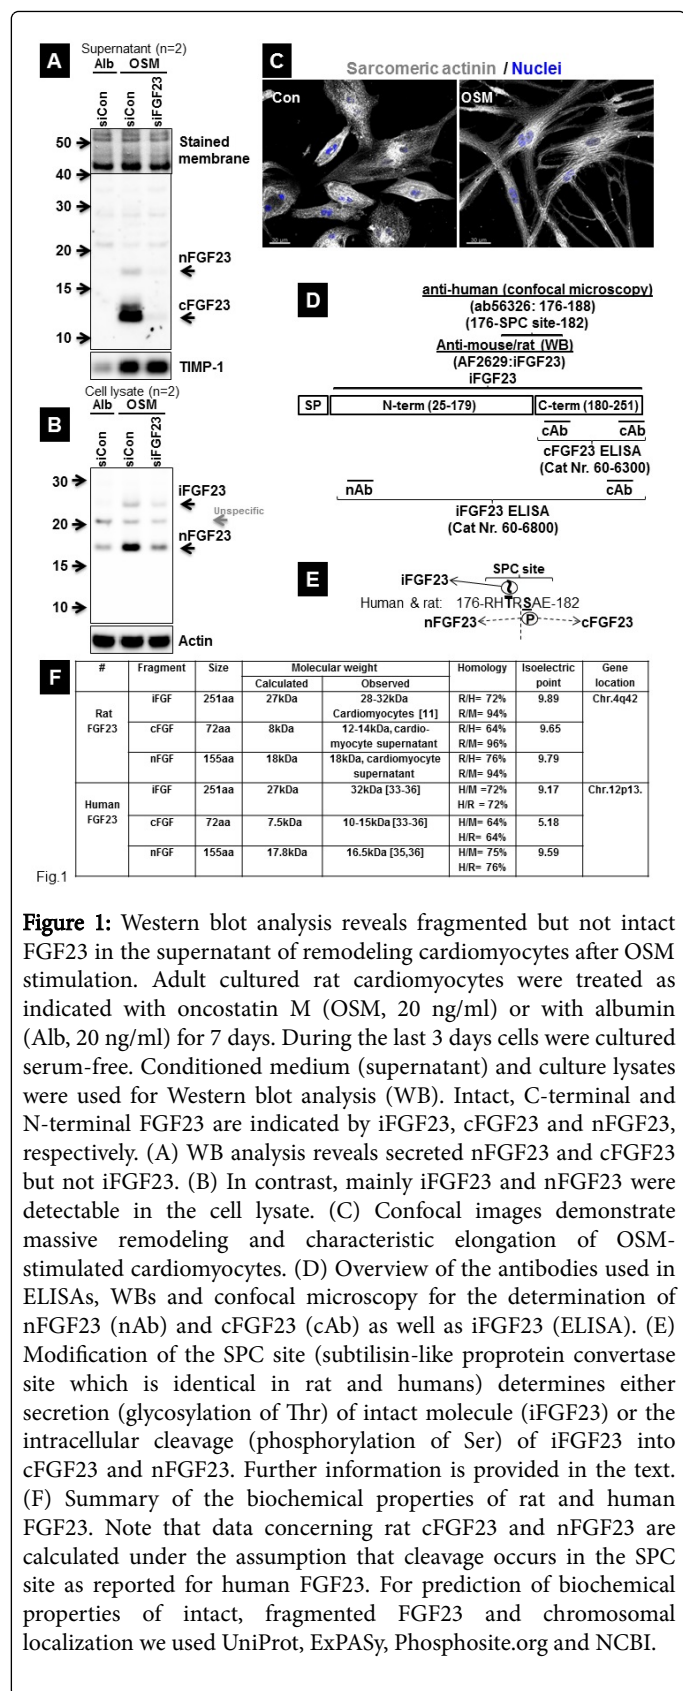 A
Supernatant (n=2)
Alb OSM
siCon
siCon
siFGF23
50
40
30
20
15
10
Stained
membrane
nFGF23
cFGF23
TIMP-1
B
Cell lysate (n=2)
Alb OSM
siCon
siCon
siFGF23
30
20
15
10
iFGF23
Unspecific
nFGF23
Actin
C
Sarcomeric actinin / Nuclei
Con
OSM
D
anti-human (confocal microscopy)
(ab56326: 176-188)
(176-SPC site-182)
Anti-mouse/rat (WB)
(AF2629:iFGF23)
iFGF23
SP N-term (25-179) C-term (180-251)
cAb cAb
cFGF23 ELISA
(Cat Nr. 60-6300)
nAb cAb
iFGF23 ELISA
(Cat Nr. 60-6800)
E
SPC site
iFGF23
Human & rat: 176-RHTRSAE-182
nFGF23 P cFGF23
F
# Fragment Size Molecular weight Homology Isoelectric point Gene location
Calculated Observed
Rat FGF23
iFGF 251aa 27kDa 28-32kDa Cardiomyocytes [11] R/H= 72% R/M= 94% 9.89 Chr.4q42
cFGF 72aa 8kDa 12-14kDa, cardio-myocyte supernatant R/H= 64% R/M= 96% 9.65
nFGF 155aa 18kDa 18kDa, cardiomyocyte supernatant R/H= 76% R/M= 94% 9.79
Human FGF23
iFGF 251aa 27kDa 32kDa [33-36] H/M =72% H/R = 72% 9.17 Chr.12p13.
cFGF 72aa 7.5kDa 10-15kDa [33-36] H/M= 64% H/R= 64% 5.18
nFGF 155aa 17.8kDa 16.5kDa [35,36] H/M= 75% H/R= 76% 9.59
Fig.1
Figure 1: Western blot analysis reveals fragmented but not intact
FGF23 in the supernatant of remodeling cardiomyocytes after OSM
stimulation. Adult cultured rat cardiomyocytes were treated as
indicated with oncostatin M (OSM, 20 ng/ml) or with albumin
(Alb, 20 ng/ml) for 7 days. During the last 3 days cells were cultured
serum-free. Conditioned medium (supernatant) and culture lysates
were used for Western blot analysis (WB). Intact, C-terminal and
N-terminal FGF23 are indicated by iFGF23, cFGF23 and nFGF23,
respectively. (A) WB analysis reveals secreted nFGF23 and cFGF23
but not iFGF23. (B) In contrast, mainly iFGF23 and nFGF23 were
detectable in the cell lysate. (C) Confocal images demonstrate
massive remodeling and characteristic elongation of OSM-
stimulated cardiomyocytes. (D) Overview of the antibodies used in
ELISAs, WBs and confocal microscopy for the determination of
nFGF23 (nAb) and cFGF23 (cAb) as well as iFGF23 (ELISA). (E)
Modification of the SPC site (subtilisin-like proprotein convertase
site which is identical in rat and humans) determines either
secretion (glycosylation of Thr) of intact molecule (iFGF23) or the
intracellular cleavage (phosphorylation of Ser) of iFGF23 into
cFGF23 and nFGF23. Further information is provided in the text.
(F) Summary of the biochemical properties of rat and human
FGF23. Note that data concerning rat cFGF23 and nFGF23 are
calculated under the assumption that cleavage occurs in the SPC
site as reported for human FGF23. For prediction of biochemical
properties of intact, fragmented FGF23 and chromosomal
localization we used UniProt, ExPASy, Phosphosite.org and NCBI.